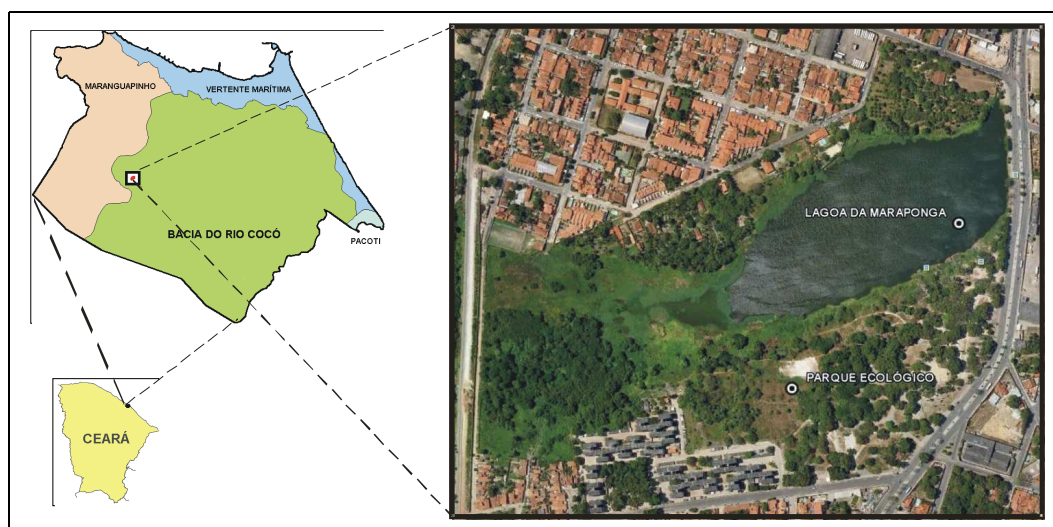 MARANGUAPINHO
VERTENTE MARÍTIMA
BACIA DO RIO COCÓ
PACOTI
CEARÁ
LAGOA DA MARAPONGA
PARQUE ECOLÓGICO